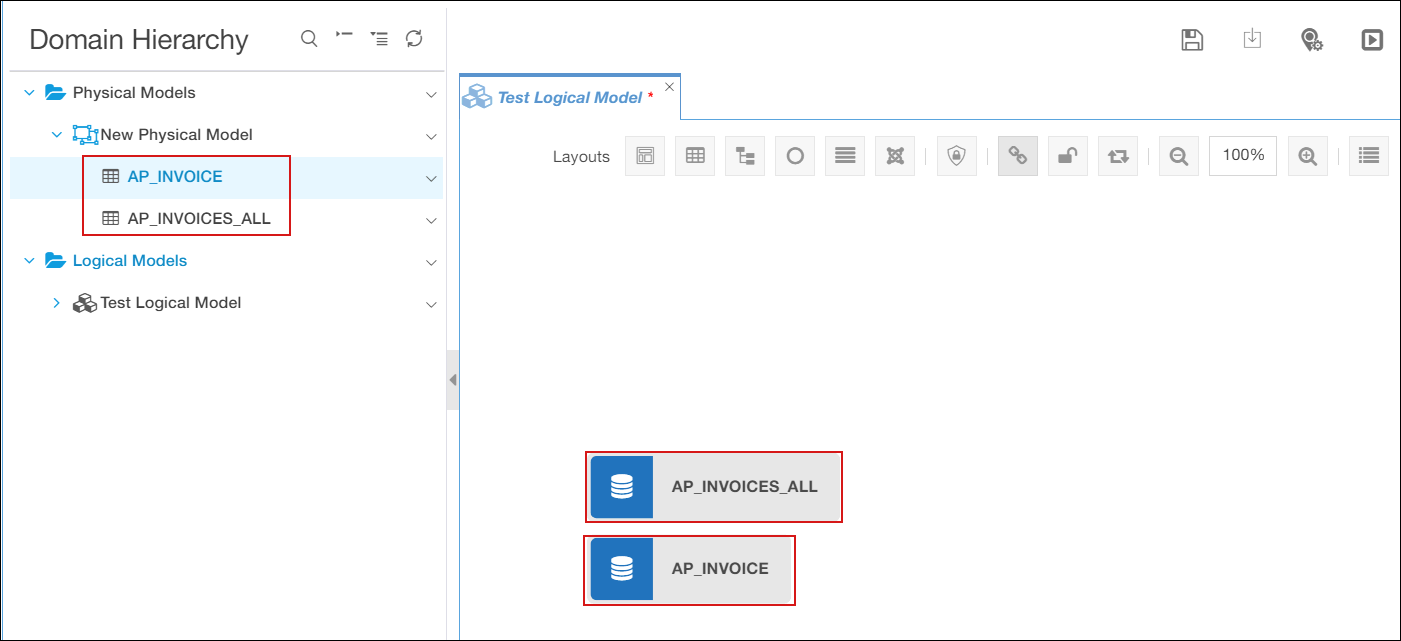 Domain Hierarchy
Physical Models
New Physical Model
AP_INVOICE
AP_INVOICES_ALL
Logical Models
Test Logical Model
Test Logical Model *
Layouts
100%
AP_INVOICES_ALL
AP_INVOICE